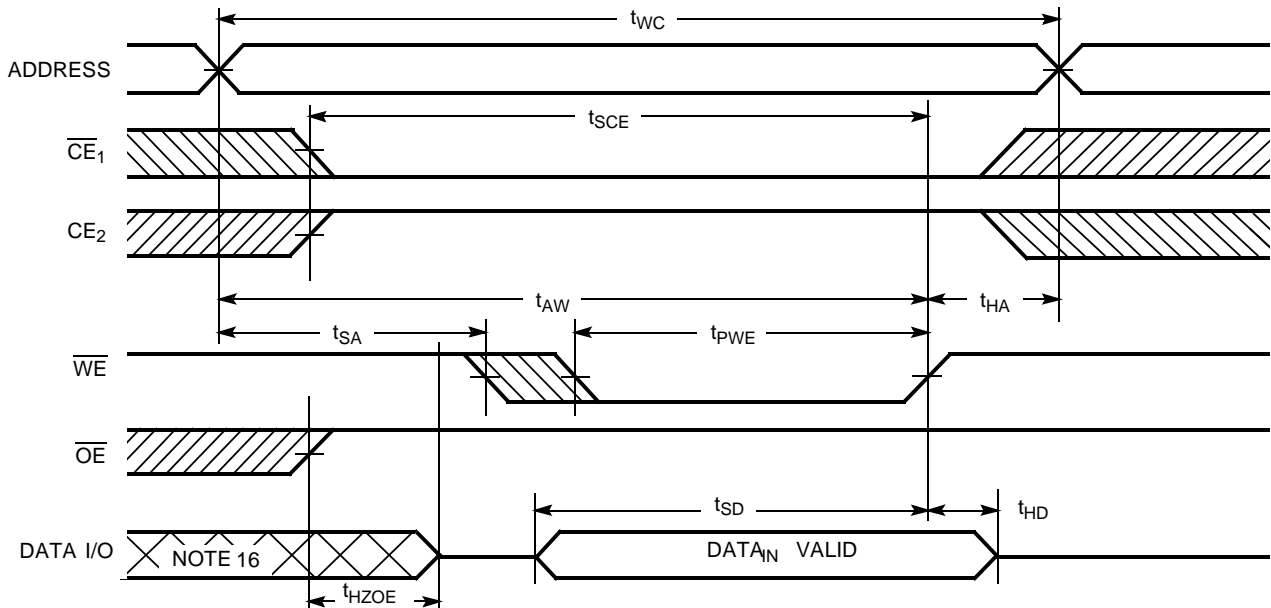 tWC
ADDRESS
tSCE
CE1
CE2
tAW
tHA
tSA
tPWE
WE
OE
tSD
tHD
DATA I/O
NOTE 16
DATAIN VALID
tHZOE